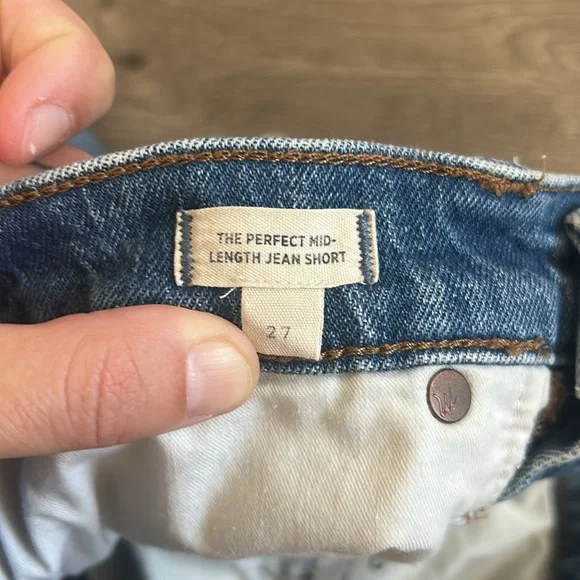 THE PERFECT MID-
LENGTH JEAN SHORT
27